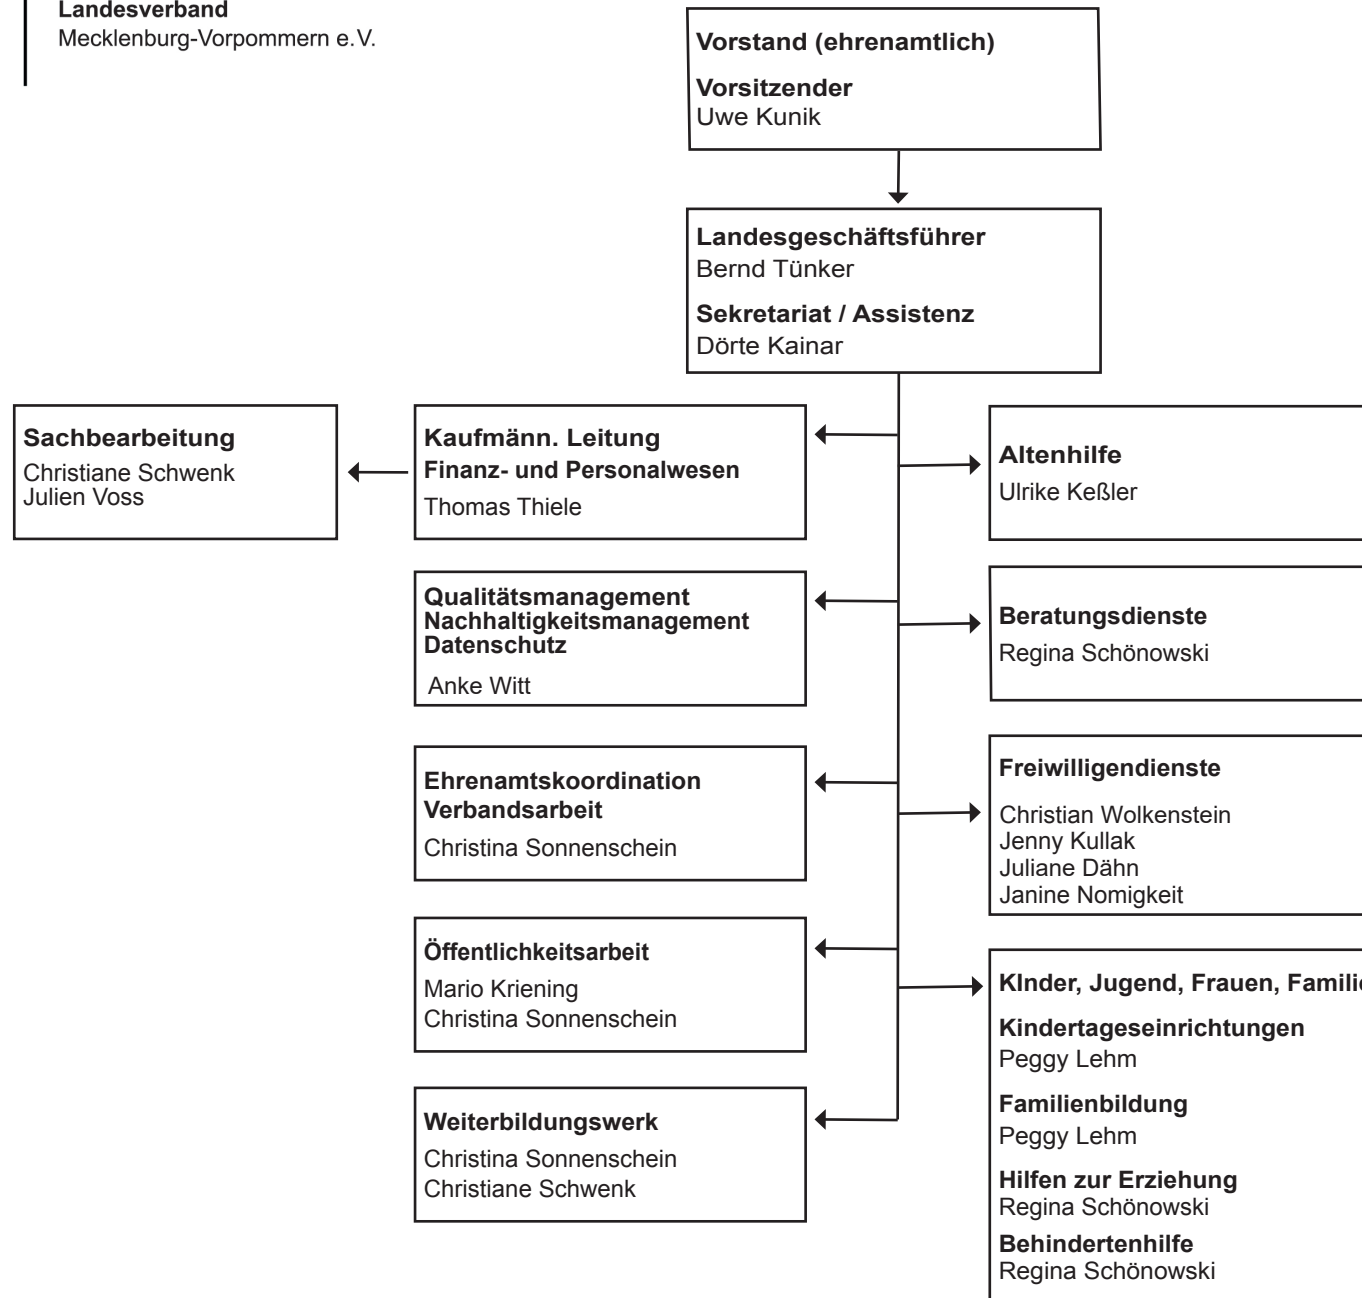 Landesverband
Mecklenburg-Vorpommern e.V.
Vorstand (ehrenamtlich)
Vorsitzender
Uwe Kunik
Landesgeschäftsführer
Bernd Tünker
Sekretariat / Assistenz
Dörte Kainar
Sachbearbeitung
Christiane Schwenk
Julien Voss
Kaufmänn. Leitung
Finanz- und Personalwesen
Thomas Thiele
Altenhilfe
Ulrike Keßler
Qualitätsmanagement
Nachhaltigkeitsmanagement
Datenschutz
Anke Witt
Beratungsdienste
Regina Schönowski
Ehrenamtskoordination
Verbandsarbeit
Christina Sonnenschein
Freiwilligendienste
Christian Wolkenstein
Jenny Kullak
Juliane Dähn
Janine Nomigkeit
Öffentlichkeitsarbeit
Mario Kriening
Christina Sonnenschein
Weiterbildungswerk
Christina Sonnenschein
Christiane Schwenk
KInder, Jugend, Frauen, Familie
Kindertageseinrichtungen
Peggy Lehm
Familienbildung
Peggy Lehm
Hilfen zur Erziehung
Regina Schönowski
Behindertenhilfe
Regina Schönowski